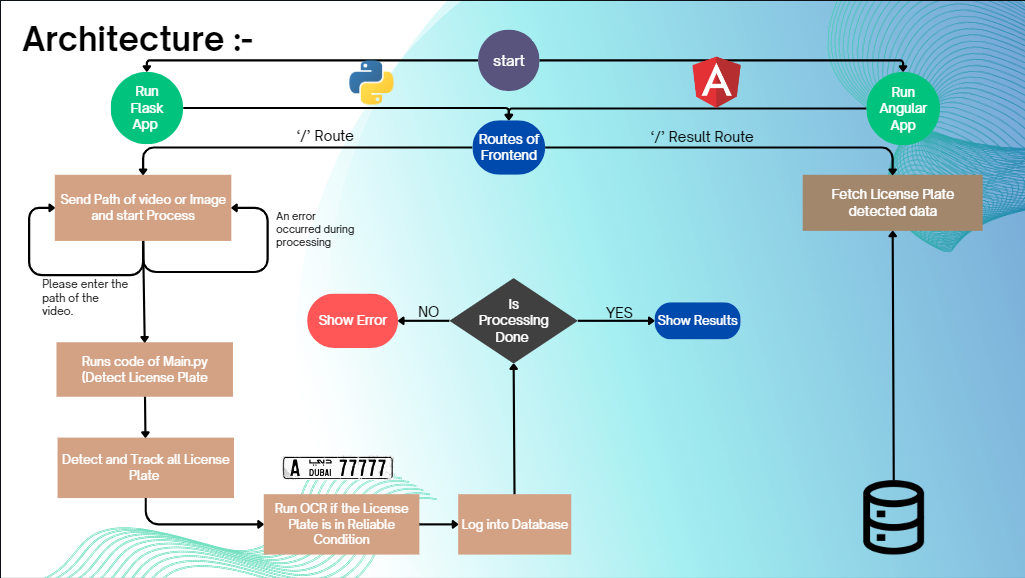 Architecture :-
start
Run
Flask
App
Run
Angular
App
Routes of
Frontend
‘/’ Route
‘/’ Result Route
Send Path of video or Image
and start Process
Fetch License Plate
detected data
An error
occurred during
processing
Please enter the
path of the
video.
Show Error
NO
Is
Processing
Done
YES
Show Results
Runs code of Main.py
(Detect License Plate
Detect and Track all License
Plate
A DUBAI 77777
Run OCR if the License
Plate is in Reliable
Condition
Log into Database